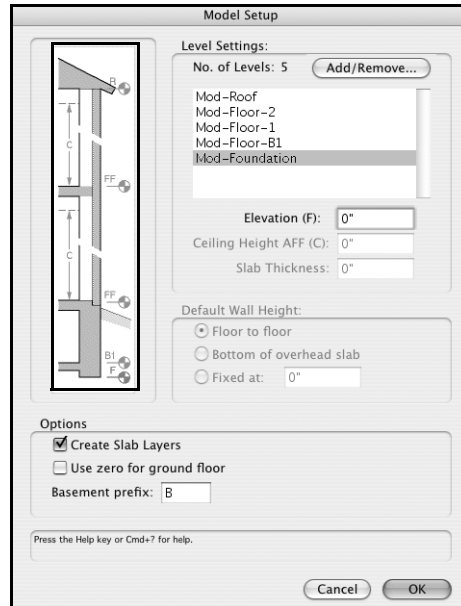 Model Setup
Level Settings:
No. of Levels: 5
Add/Remove...
Mod-Roof
Mod-Floor-2
Mod-Floor-1
Mod-Floor-B1
Mod-Foundation
Elevation (F): 0"
Ceiling Height AFF (C): 0"
Slab Thickness: 0"
R
C
FF
C
FF
B1
F
Default Wall Height:
Floor to floor
Bottom of overhead slab
Fixed at: 0"
Options
Create Slab Layers
Use zero for ground floor
Basement prefix: B
Press the Help key or Cmd+? for help.
Cancel
OK